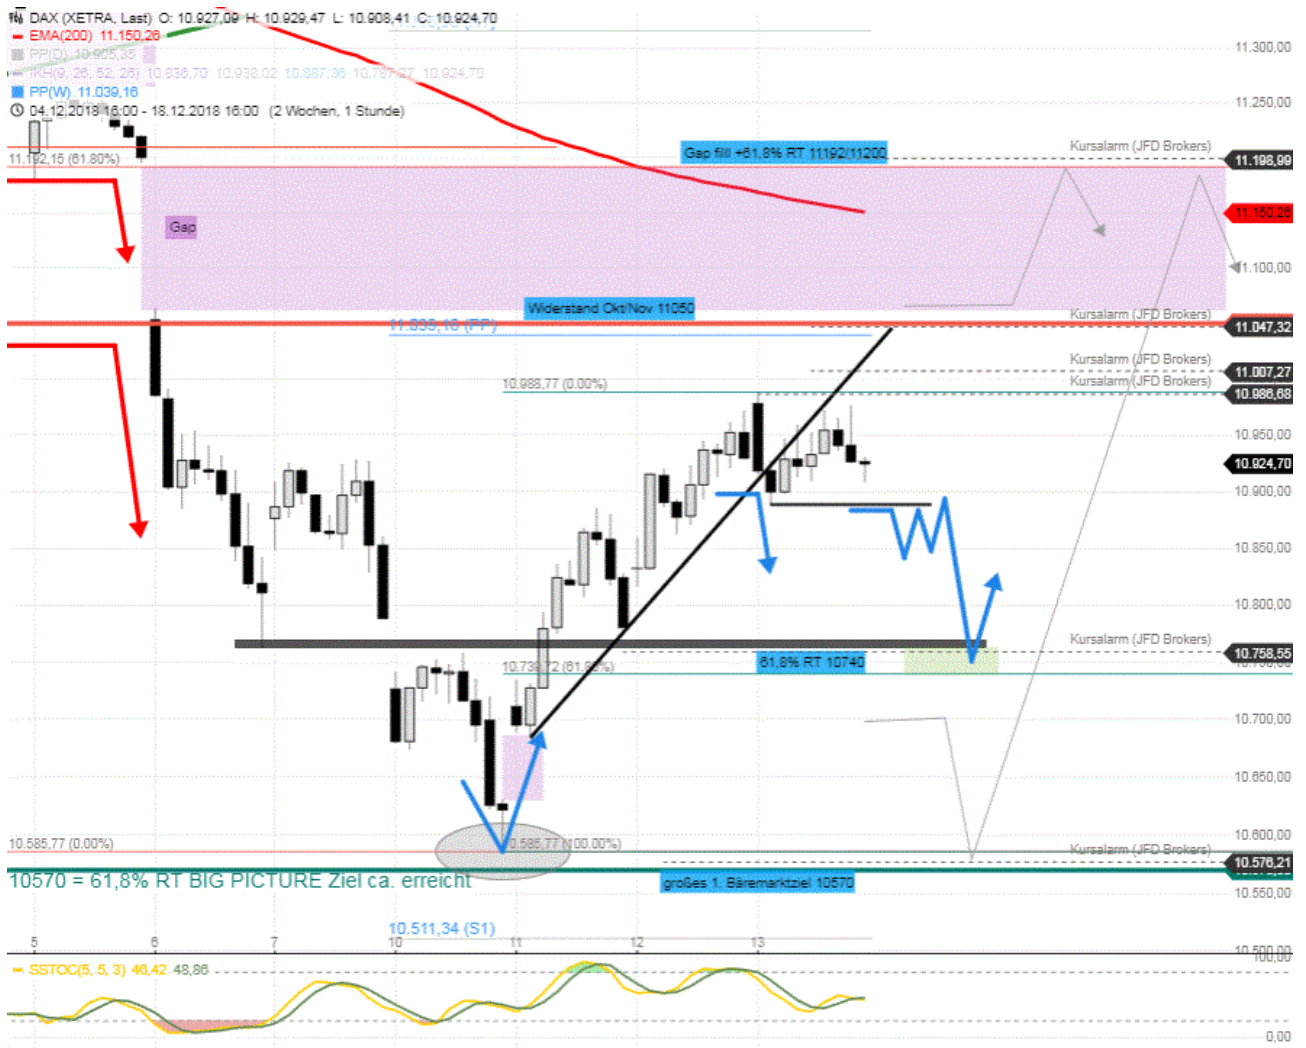 DAX (XETRA, Last) O: 10.927,09 H: 10.929,47 L: 10.908,41 C: 10.924,70
EMA(200) 11.150,26
PP(D) 10.905,35
IKH(9, 26, 52, 26) 10.836,70 10.938,02 10.887,36 10.787,27 10.924,70
PP(W) 11.039,16
04.12.2018 16:00 - 18.12.2018 16:00 (2 Wochen, 1 Stunde)
11.300,00
11.250,00
11.192,15 (61.80%)
Gap filll +61,8% RT 11192/11200
Kursalarm (JFD Brokers)
11.198,99
Gap
11.150,26
11.100,00
Widerstand Okt/Nov 11050
11.039,16 (PP)
Kursalarm (JFD Brokers)
11.047,32
Kursalarm (JFD Brokers)
11.007,27
10.988,77 (0.00%)
Kursalarm (JFD Brokers)
10.986,68
10.950,00
10.924,70
10.900,00
10.850,00
10.800,00
Kursalarm (JFD Brokers)
10.758,55
61,8% RT 10740
10.739,72 (61.80%)
10.700,00
10.650,00
10.600,00
10.585,77 (0.00%)
10.585,77 (100.00%)
Kursalarm (JFD Brokers)
10.576,21
10570 = 61,8% RT BIG PICTURE Ziel ca. erreicht
großes 1. Bäremarktziel 10570
10.550,00
10.511,34 (S1)
10.500,00
5 6 7 10 11 12 13
SSTOC(5, 5, 3) 46,42 48,86
100,00
0,00